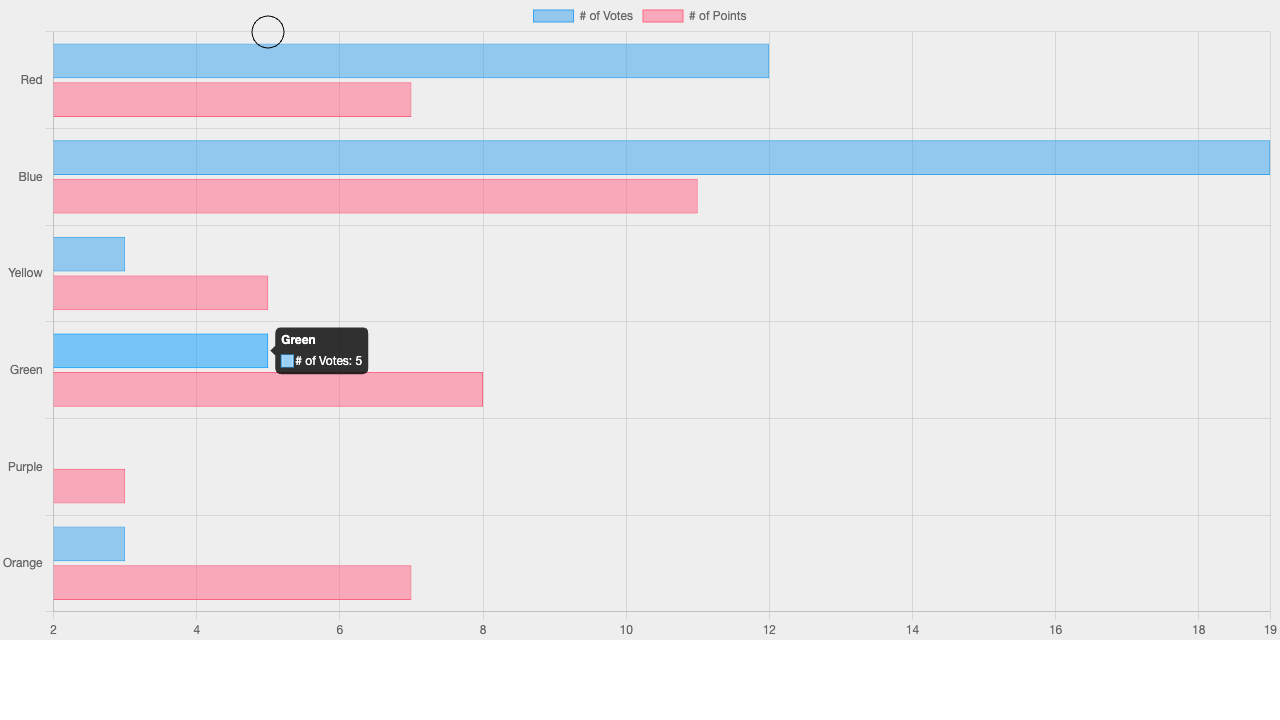 # of Votes # of Points
Red
Blue
Yellow
Green
Green
# of Votes: 5
Purple
Orange
2 4 6 8 10 12 14 16 18 19